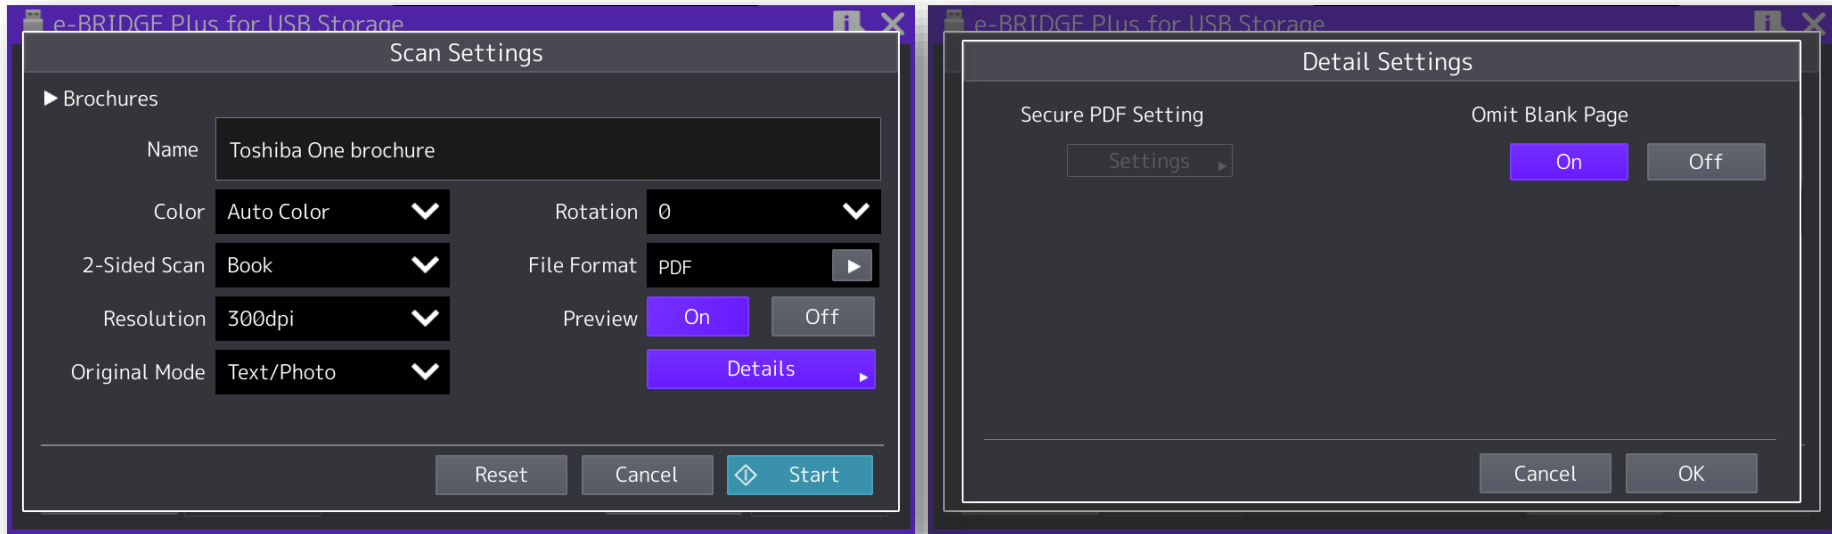 e-BRIDGE Plus for USB Storage
Scan Settings
Brochures
Name Toshiba One brochure
Color Auto Color Rotation 0
2-Sided Scan Book File Format PDF
Resolution 300dpi Preview On Off
Original Mode Text/Photo Details
Reset Cancel Start
e-BRIDGE Plus for USB Storage
Detail Settings
Secure PDF Setting Omit Blank Page
Settings On Off
Cancel OK